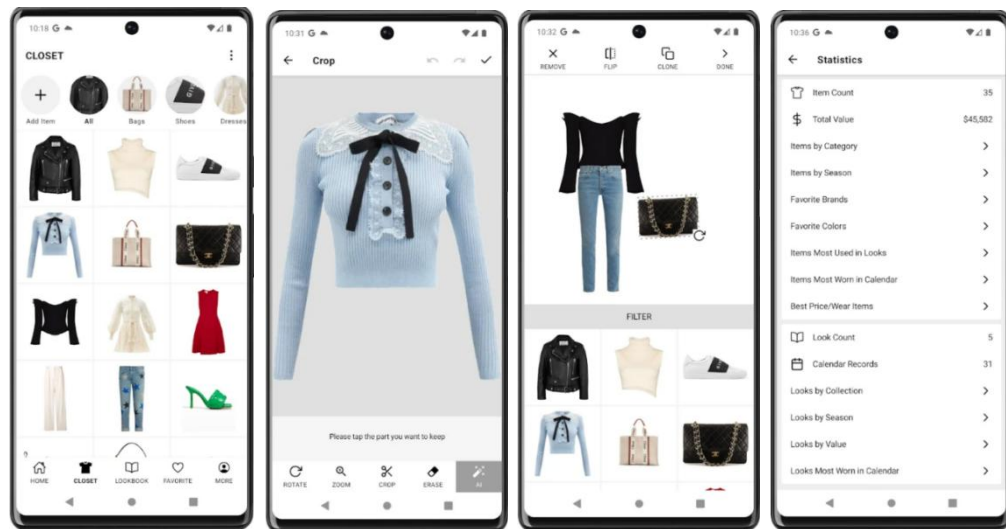 10:18 G
CLOSET
Add Item
All
Bags
Shoes
Dresses
HOME
CLOSET
LOOKBOOK
FAVORITE
MORE
10:31 G
Crop
Please tap the part you want to keep
ROTATE
ZOOM
CROP
ERASE
AI
10:32 G
REMOVE
FLIP
CLONE
DONE
FILTER
10:36 G
Statistics
Item Count 35
Total Value $45,582
Items by Category
Items by Season
Favorite Brands
Favorite Colors
Items Most Used in Looks
Items Most Worn in Calendar
Best Price/Wear Items
Look Count 5
Calendar Records 31
Looks by Collection
Looks by Season
Looks by Value
Looks Most Worn in Calendar